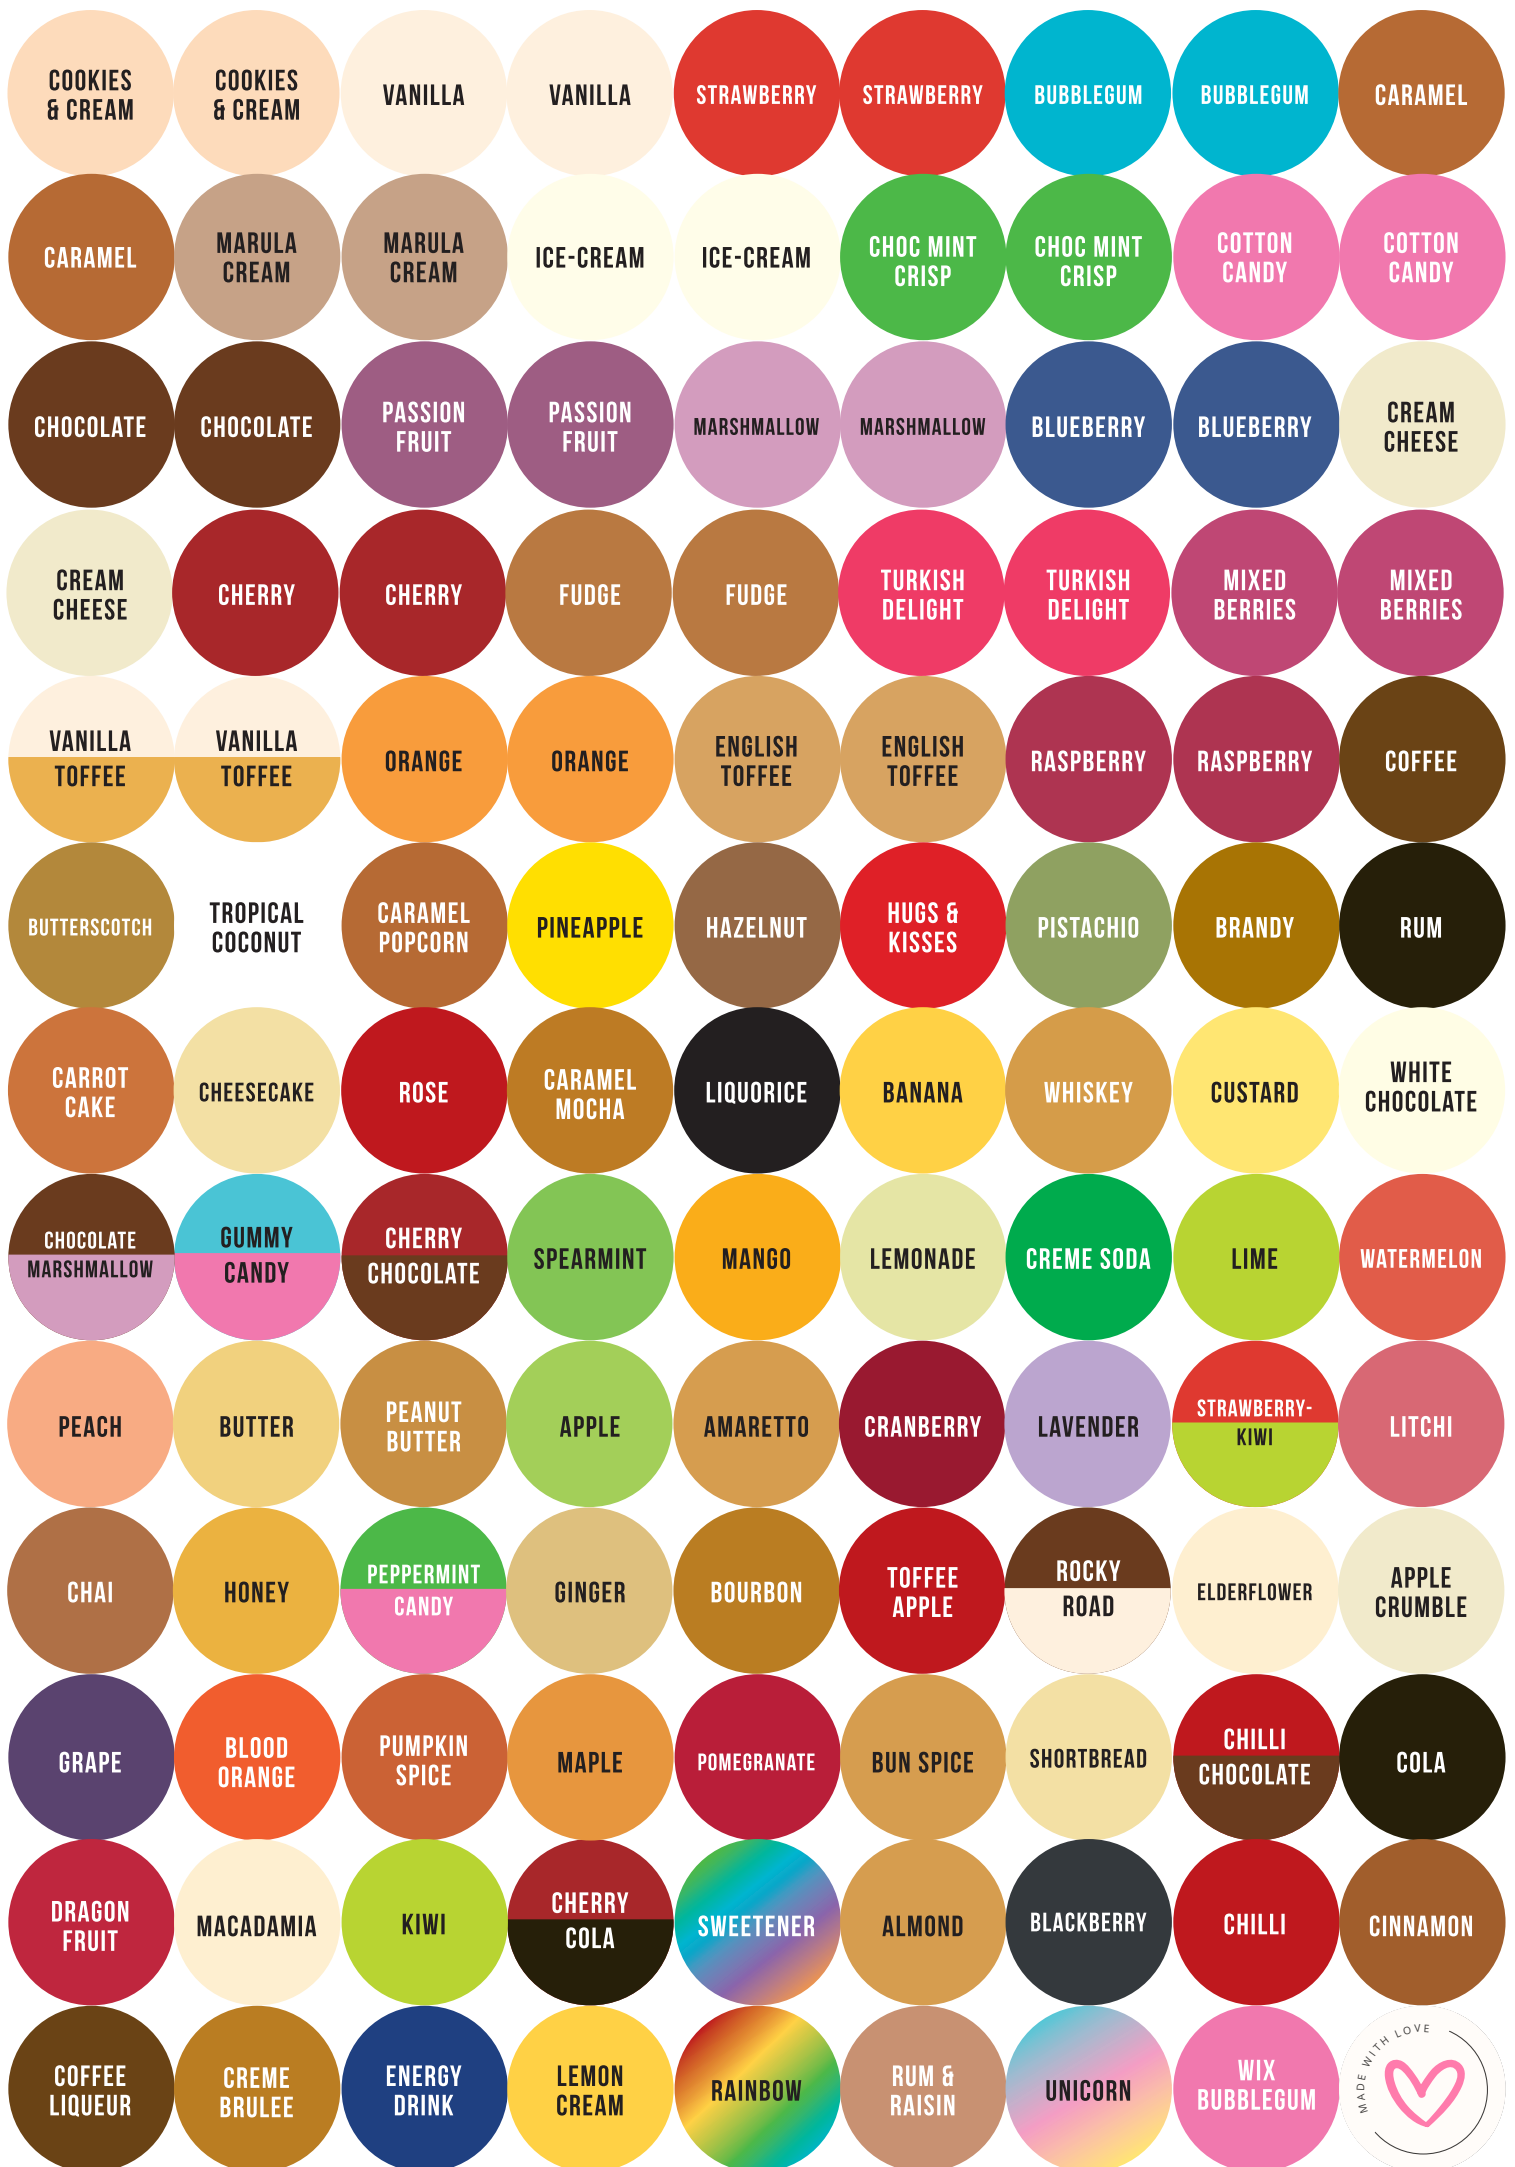 COOKIES
& CREAM
COOKIES
& CREAM
VANILLA
VANILLA
STRAWBERRY
STRAWBERRY
BUBBLEGUM
BUBBLEGUM
CARAMEL
CARAMEL
MARULA
CREAM
MARULA
CREAM
ICE-CREAM
ICE-CREAM
CHOC MINT
CRISP
CHOC MINT
CRISP
COTTON
CANDY
COTTON
CANDY
CHOCOLATE
CHOCOLATE
PASSION
FRUIT
PASSION
FRUIT
MARSHMALLOW
MARSHMALLOW
BLUEBERRY
BLUEBERRY
CREAM
CHEESE
CREAM
CHEESE
CHERRY
CHERRY
FUDGE
FUDGE
TURKISH
DELIGHT
TURKISH
DELIGHT
MIXED
BERRIES
MIXED
BERRIES
VANILLA
TOFFEE
VANILLA
TOFFEE
ORANGE
ORANGE
ENGLISH
TOFFEE
ENGLISH
TOFFEE
RASPBERRY
RASPBERRY
COFFEE
BUTTERSCOTCH
TROPICAL
COCONUT
CARAMEL
POPCORN
PINEAPPLE
HAZELNUT
HUGS &
KISSES
PISTACHIO
BRANDY
RUM
CARROT
CAKE
CHEESECAKE
ROSE
CARAMEL
MOCHA
LIQUORICE
BANANA
WHISKEY
CUSTARD
WHITE
CHOCOLATE
CHOCOLATE
MARSHMALLOW
GUMMY
CANDY
CHERRY
CHOCOLATE
SPEARMINT
MANGO
LEMONADE
CREME SODA
LIME
WATERMELON
PEACH
BUTTER
PEANUT
BUTTER
APPLE
AMARETTO
CRANBERRY
LAVENDER
STRAWBERRY-
KIWI
LITCHI
CHAI
HONEY
PEPPERMINT
CANDY
GINGER
BOURBON
TOFFEE
APPLE
ROCKY
ROAD
ELDERFLOWER
APPLE
CRUMBLE
GRAPE
BLOOD
ORANGE
PUMPKIN
SPICE
MAPLE
POMEGRANATE
BUN SPICE
SHORTBREAD
CHILLI
CHOCOLATE
COLA
DRAGON
FRUIT
MACADAMIA
KIWI
CHERRY
COLA
SWEETENER
ALMOND
BLACKBERRY
CHILLI
CINNAMON
COFFEE
LIQUEUR
CREME
BRULEE
ENERGY
DRINK
LEMON
CREAM
RAINBOW
RUM &
RAISIN
UNICORN
WIX
BUBBLEGUM
MADE WITH LOVE